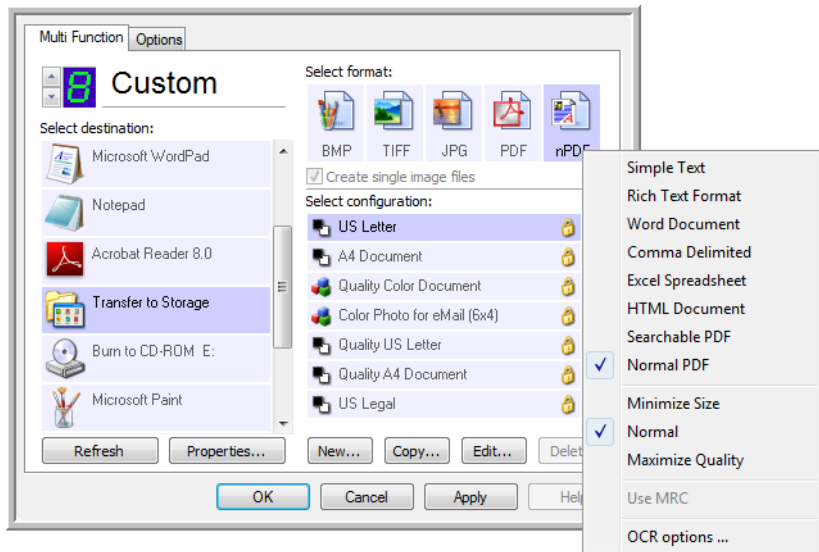 Multi Function
Options
8
Custom
Select destination:
Microsoft WordPad
Notepad
Acrobat Reader 8.0
Transfer to Storage
Burn to CD-ROM E:
Microsoft Paint
Refresh
Properties...
Select format:
BMP
TIFF
JPG
PDF
nPDF
Create single image files
Select configuration:
US Letter
A4 Document
Quality Color Document
Color Photo for eMail (6x4)
Quality US Letter
Quality A4 Document
US Legal
New...
Copy...
Edit...
Delet
OK
Cancel
Apply
Hel
Simple Text
Rich Text Format
Word Document
Comma Delimited
Excel Spreadsheet
HTML Document
Searchable PDF
Normal PDF
Minimize Size
Normal
Maximize Quality
Use MRC
OCR options ...